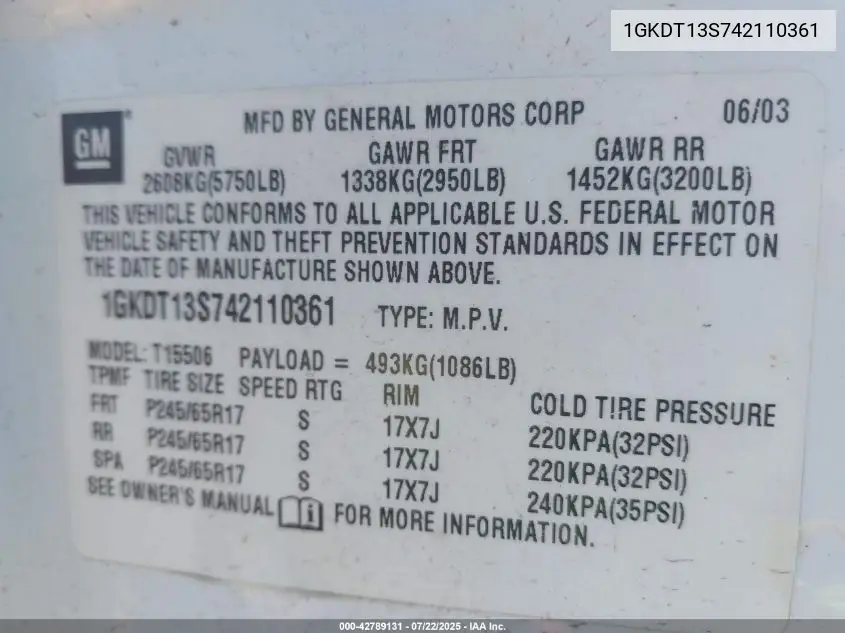 1GKDT13S742110361
GM
MFD BY GENERAL MOTORS CORP 06/03
GVWR GAWR FRT GAWR RR
2608KG(5750LB) 1338KG(2950LB) 1452KG(3200LB)
THIS VEHICLE CONFORMS TO ALL APPLICABLE U.S. FEDERAL MOTOR
VEHICLE SAFETY AND THEFT PREVENTION STANDARDS IN EFFECT ON
THE DATE OF MANUFACTURE SHOWN ABOVE.
1GKDT13S742110361 TYPE: M.P.V.
MODEL: T15506 PAYLOAD = 493KG(1086LB)
TPMF TIRE SIZE SPEED RTG RIM COLD TIRE PRESSURE
FRT P245/65R17 S 17X7J 220KPA(32PSI)
RR P245/65R17 S 17X7J 220KPA(32PSI)
SPA P245/65R17 S 17X7J 240KPA(35PSI)
SEE OWNER'S MANUAL i FOR MORE INFORMATION.
000-42789131 - 07/22/2025 - IAA Inc.